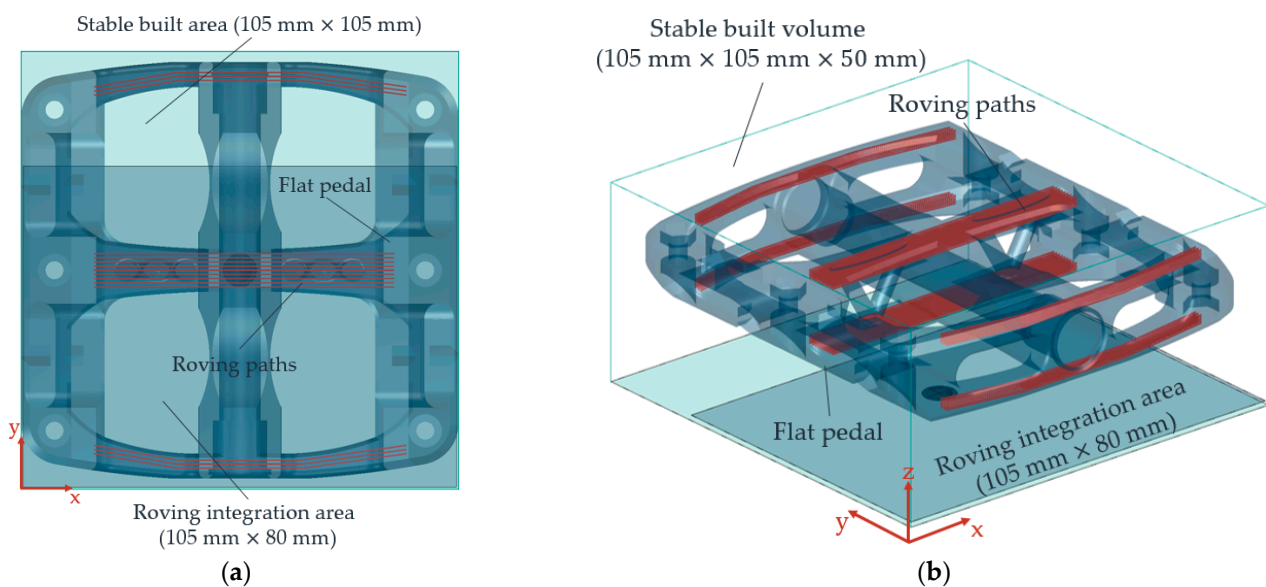 Stable built area (105 mm × 105 mm)
Flat pedal
Roving paths
y
x
Roving integration area
(105 mm × 80 mm)
(a)
Stable built volume
(105 mm × 105 mm × 50 mm)
Roving paths
Flat pedal
Roving integration area
(105 mm × 80 mm)
z
y
x
(b)